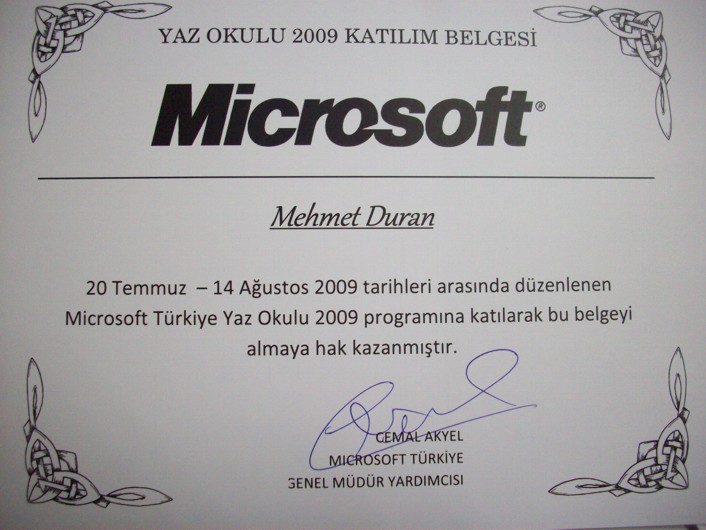 YAZ OKULU 2009 KATILIM BELGESİ
Microsoft®
Mehmet Duran
20 Temmuz – 14 Ağustos 2009 tarihleri arasında düzenlenen
Microsoft Türkiye Yaz Okulu 2009 programına katılarak bu belgeyi
almaya hak kazanmıştır.
CEMAL AKYEL
MICROSOFT TÜRKİYE
GENEL MÜDÜR YARDIMCISI